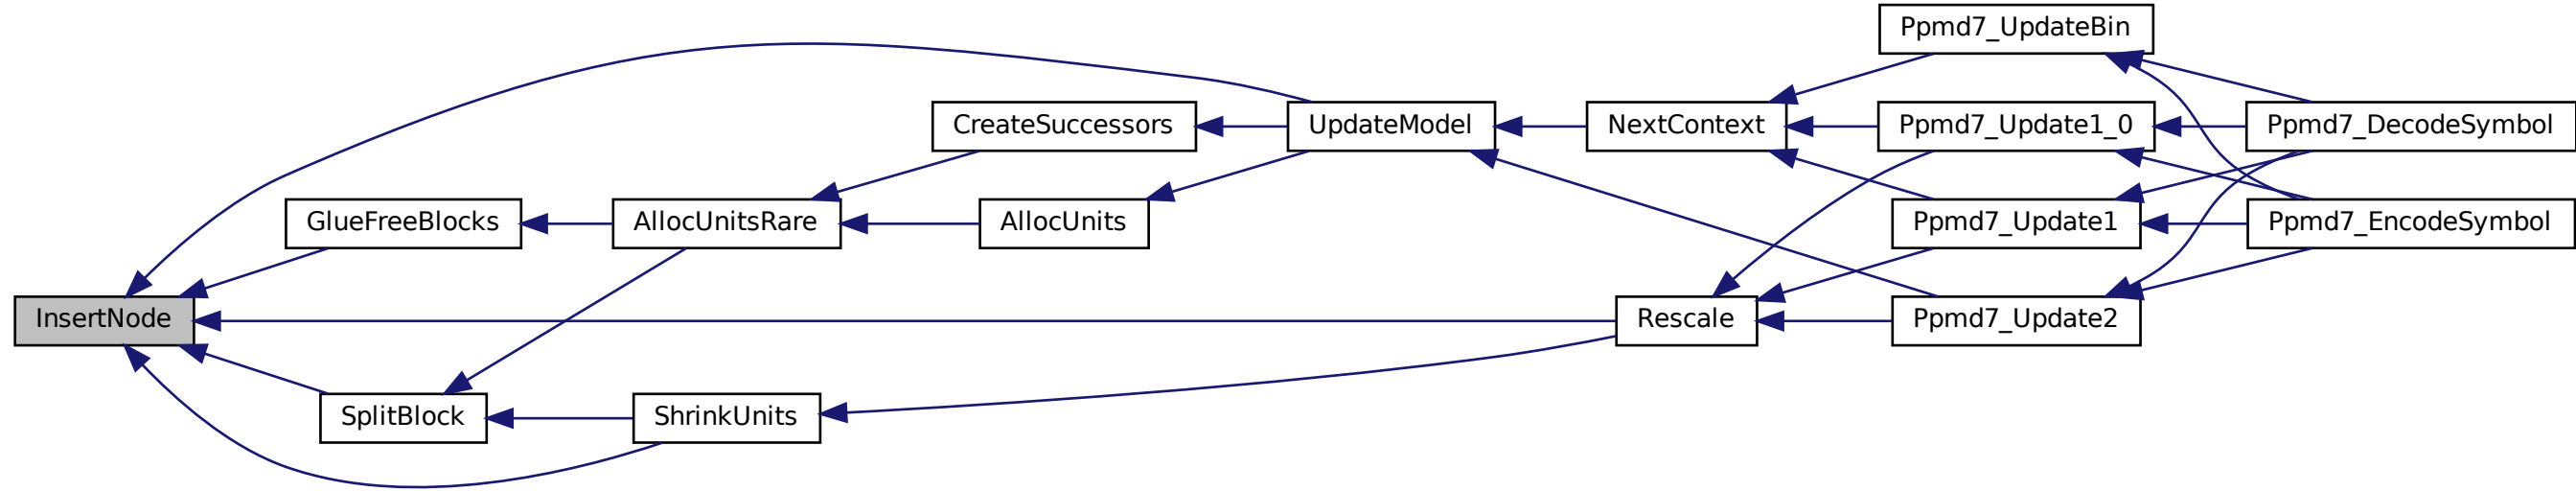 Ppmd7_UpdateBin
CreateSuccessors
UpdateModel
NextContext
Ppmd7_Update1_0
Ppmd7_DecodeSymbol
GlueFreeBlocks
AllocUnitsRare
AllocUnits
Ppmd7_Update1
Ppmd7_EncodeSymbol
InsertNode
Rescale
Ppmd7_Update2
SplitBlock
ShrinkUnits